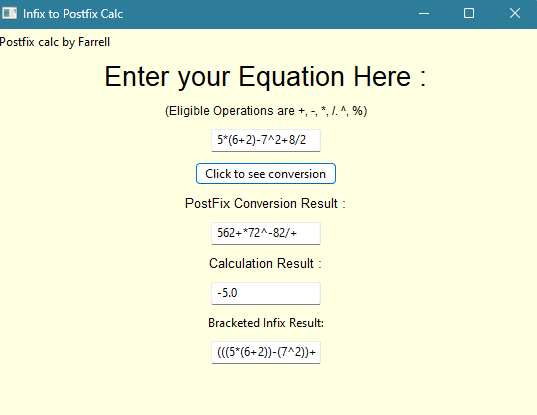 Infix to Postfix Calc
Postfix calc by Farrell
Enter your Equation Here :
(Eligible Operations are +, -, *, /. ^, %)
5*(6+2)-7^2+8/2
Click to see conversion
PostFix Conversion Result :
562+*72^-82/+
Calculation Result :
-5.0
Bracketed Infix Result:
(((5*(6+2))-(7^2))+